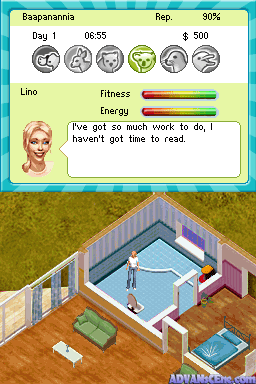 Baapanannia Rep. 90%
Day 1 06:55 $ 500
Lino Fitness
Energy
I've got so much work to do, I
haven't got time to read.
ADVANsCEne.com